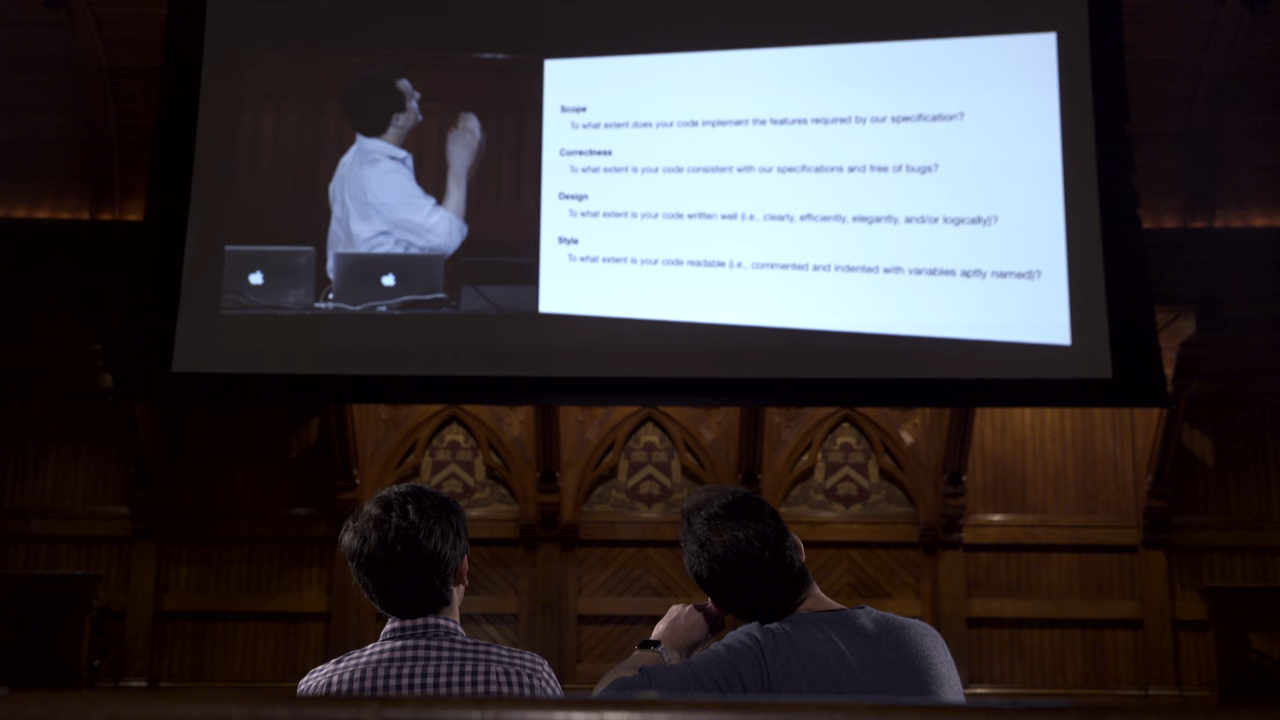 Scope
To what extent does your code implement the features required by our specification?
Correctness
To what extent is your code consistent with our specifications and free of bugs?
Design
To what extent is your code written well (i.e., clearly, efficiently, elegantly, and/or logically)?
Style
To what extent is your code readable (i.e., commented and indented with variables aptly named)?